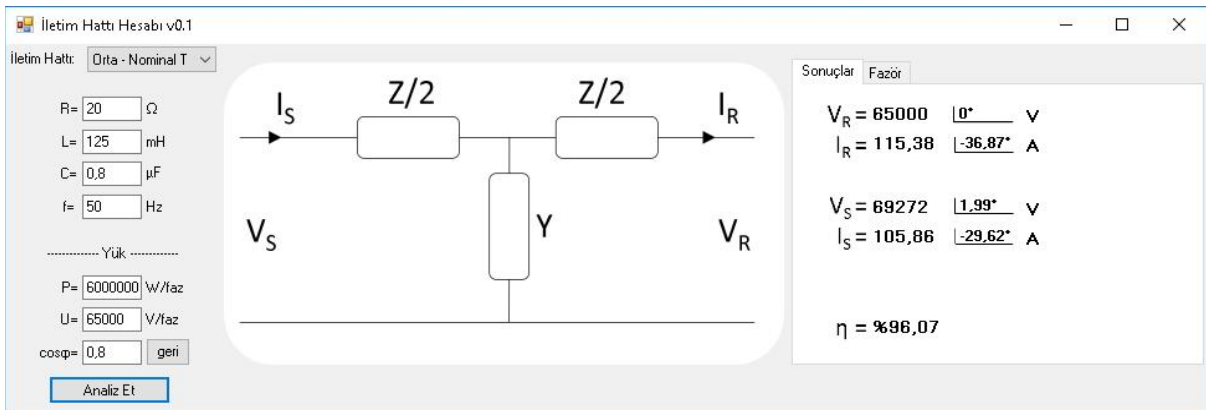 İletim Hattı Hesabı v0.1
İletim Hattı: Orta - Nominal T
R= 20 Ω
L= 125 mH
C= 0,8 μF
f= 50 Hz
------------- Yük ------------
P= 6000000 W/faz
U= 65000 V/faz
cosφ= 0,8 geri
Analiz Et
I_S Z/2 Z/2 I_R
V_S Y V_R
Sonuçlar Fazör
V_R = 65000 0° V
I_R = 115,38 -36,87° A
V_S = 69272 1,99° V
I_S = 105,86 -29,62° A
η = %96,07